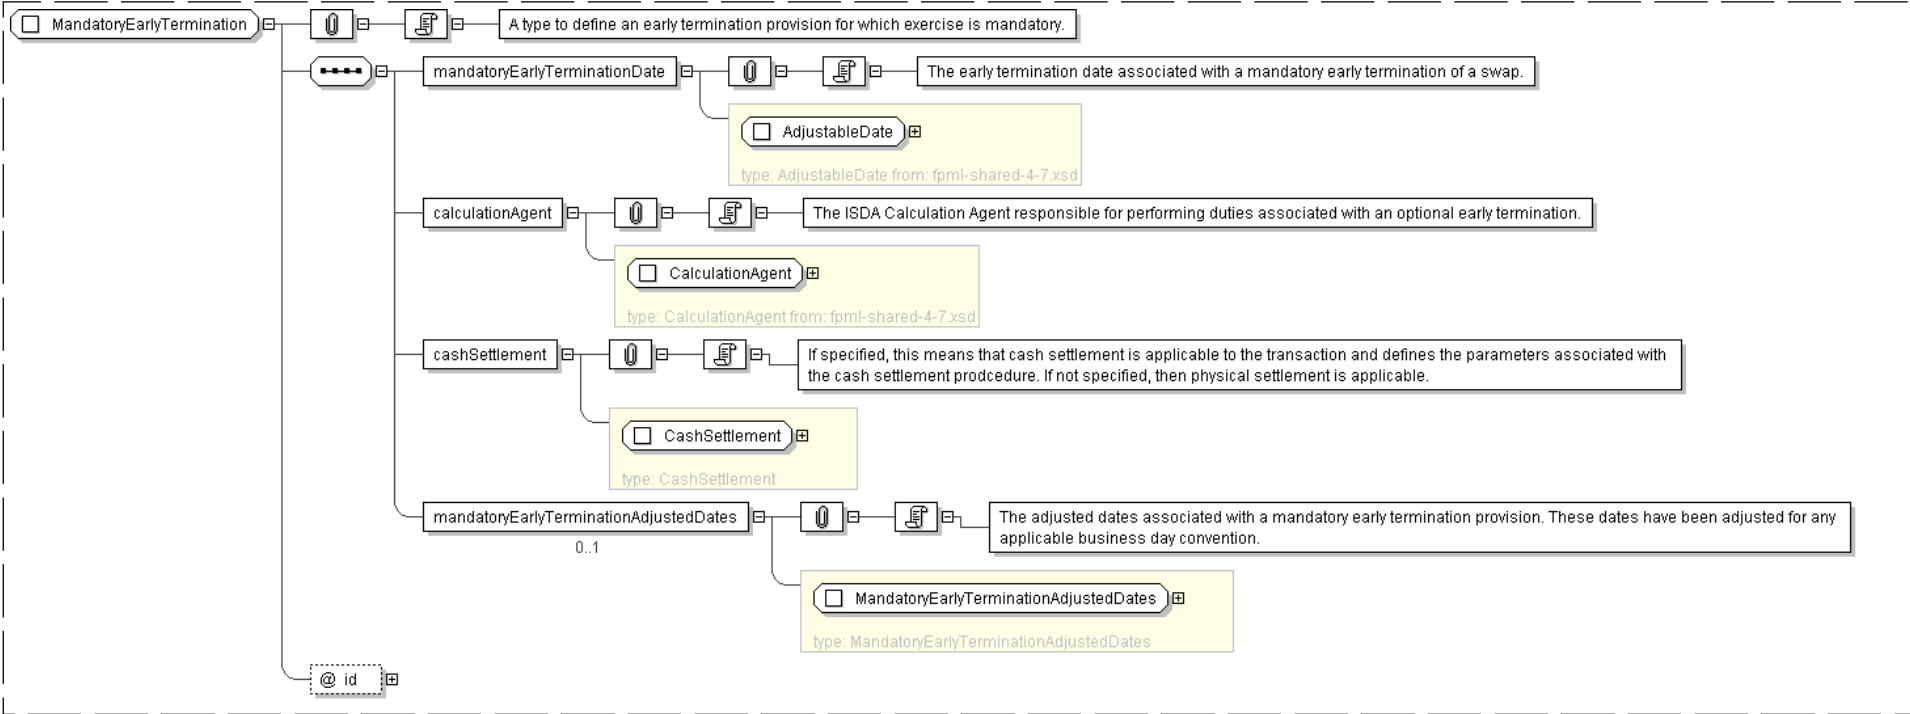 MandatoryEarlyTermination
A type to define an early termination provision for which exercise is mandatory.
mandatoryEarlyTerminationDate
The early termination date associated with a mandatory early termination of a swap.
AdjustableDate
type: AdjustableDate from: fpml-shared-4-7.xsd
calculationAgent
The ISDA Calculation Agent responsible for performing duties associated with an optional early termination.
CalculationAgent
type: CalculationAgent from: fpml-shared-4-7.xsd
cashSettlement
If specified, this means that cash settlement is applicable to the transaction and defines the parameters associated with
the cash settlement prodcedure. If not specified, then physical settlement is applicable.
CashSettlement
type: CashSettlement
mandatoryEarlyTerminationAdjustedDates
0..1
The adjusted dates associated with a mandatory early termination provision. These dates have been adjusted for any
applicable business day convention.
MandatoryEarlyTerminationAdjustedDates
type: MandatoryEarlyTerminationAdjustedDates
@ id